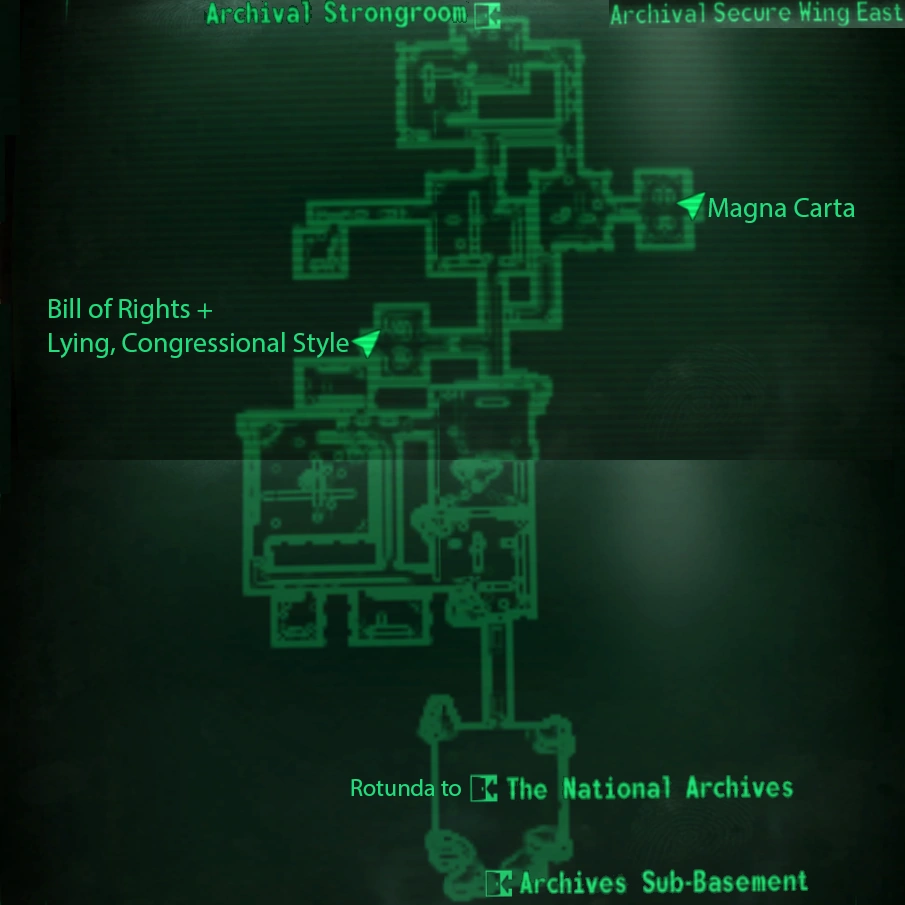 Archival Strongroom
Archival Secure Wing East
Magna Carta
Bill of Rights +
Lying, Congressional Style
Rotunda to The National Archives
Archives Sub-Basement